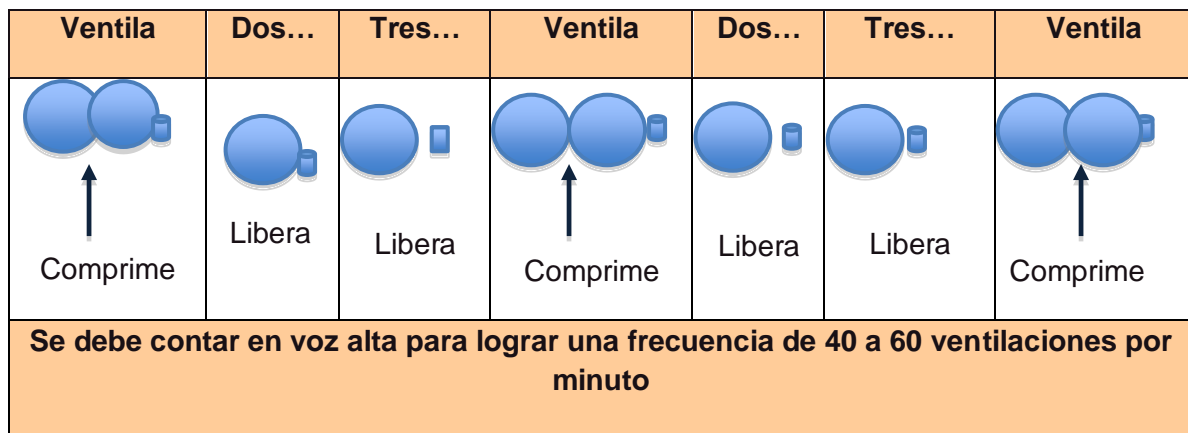 Ventila Dos… Tres… Ventila Dos… Tres… Ventila
Comprime Libera Libera Comprime Libera Libera Comprime
Se debe contar en voz alta para lograr una frecuencia de 40 a 60 ventilaciones por
minuto